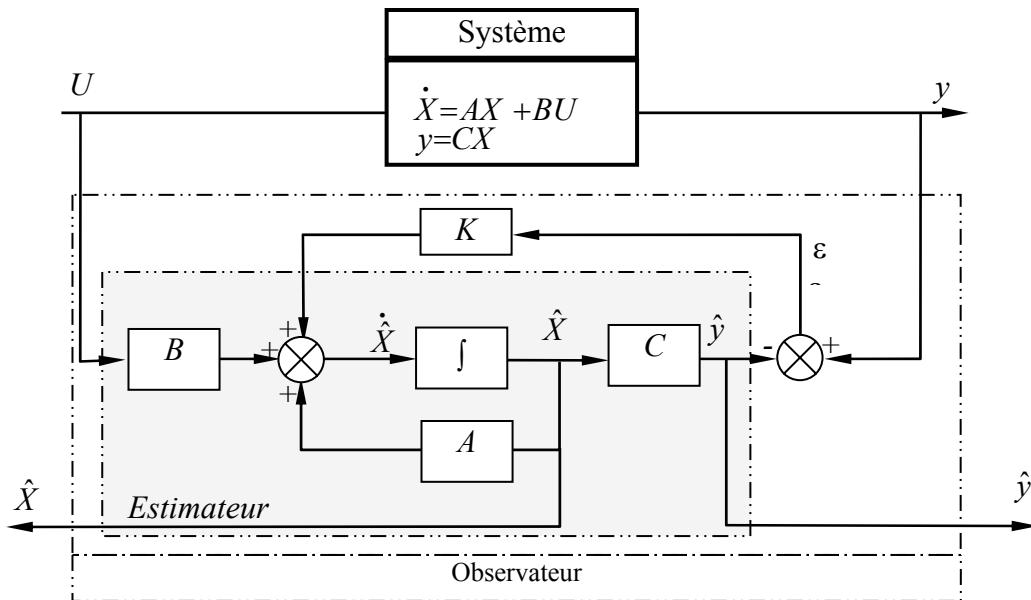 Système
U
Ẋ=AX +BU
y=CX
y
K
ε
+
B
+
+
X̂̇
∫
X̂
C
ŷ
-
+
A
X̂
Estimateur
ŷ
Observateur